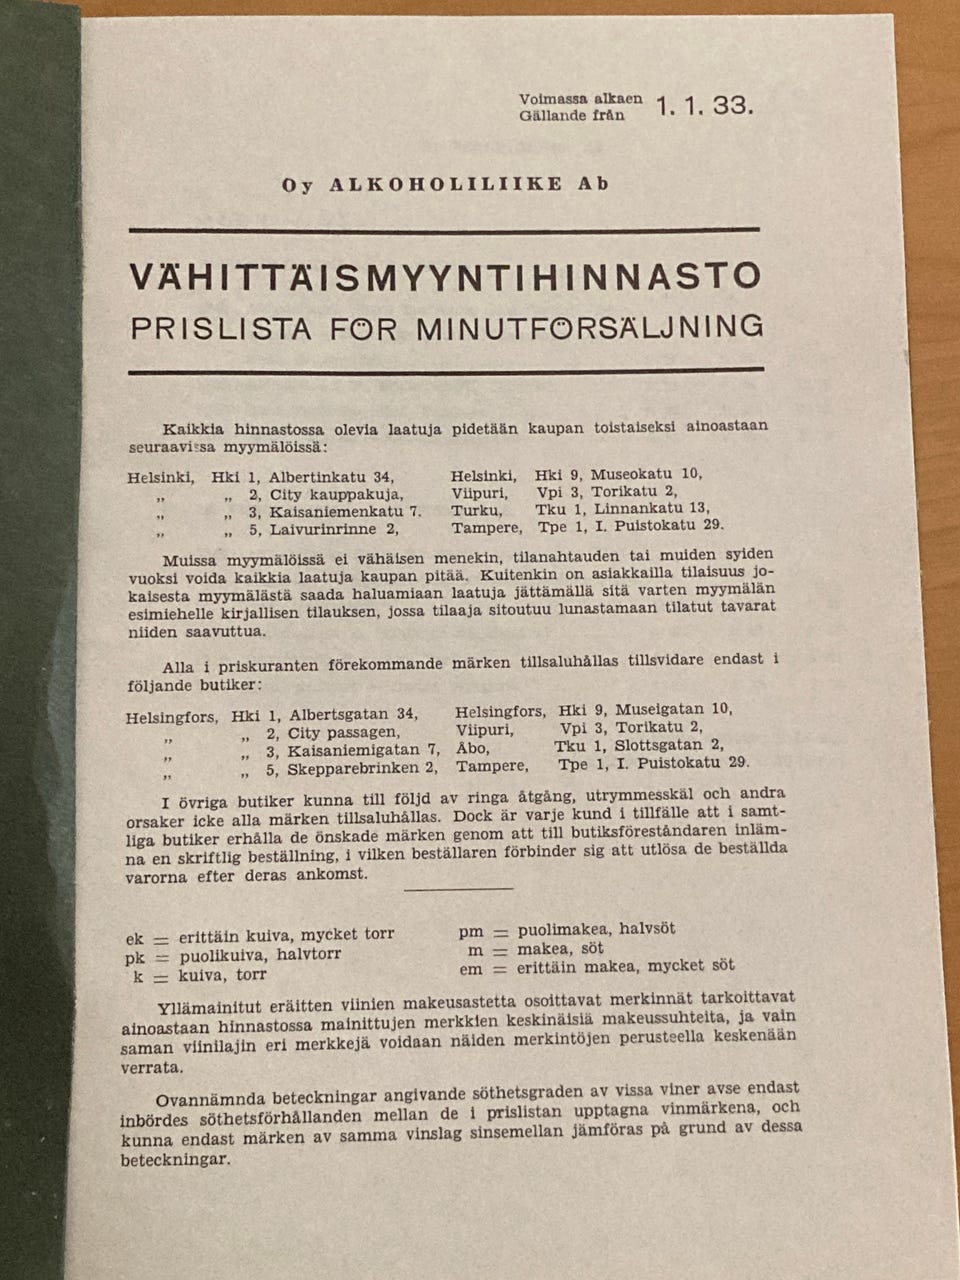 Voimassa alkaen 1. 1. 33.
Gällande från
Oy ALKOHOLILIIKE Ab
VÄHITTÄISMYYNTIHINNASTO
PRISLISTA FÖR MINUTFÖRSÄLJNING
Kaikkia hinnastossa olevia laatuja pidetään kaupan toistaiseksi ainoastaan
seuraavissa myymälöissä:
Helsinki, Hki 1, Albertinkatu 34, Helsinki, Hki 9, Museokatu 10,
„ „ 2, City kauppakuja, Viipuri, Vpi 3, Torikatu 2,
„ „ 3, Kaisaniemenkatu 7. Turku, Tku 1, Linnankatu 13,
„ „ 5, Laivurinrinne 2, Tampere, Tpe 1, I. Puistokatu 29.
Muissa myymälöissä ei vähäisen menekin, tilanahtauden tai muiden syiden
vuoksi voida kaikkia laatuja kaupan pitää. Kuitenkin on asiakkailla tilaisuus jo-
kaisesta myymälästä saada haluamiaan laatuja jättämällä sitä varten myymälän
esimiehelle kirjallisen tilauksen, jossa tilaaja sitoutuu lunastamaan tilatut tavarat
niiden saavuttua.
Alla i priskuranten förekommande märken tillsaluhållas tillsvidare endast i
följande butiker:
Helsingfors, Hki 1, Albertsgatan 34, Helsingfors, Hki 9, Museigatan 10,
„ „ 2, City passagen, Viipuri, Vpi 3, Torikatu 2,
„ „ 3, Kaisaniemigatan 7, Åbo, Tku 1, Slottsgatan 2,
„ „ 5, Skepparebrinken 2, Tampere, Tpe 1, I. Puistokatu 29.
I övriga butiker kunna till följd av ringa åtgång, utrymmesskäl och andra
orsaker icke alla märken tillsaluhållas. Dock är varje kund i tillfälle att i samt-
liga butiker erhålla de önskade märken genom att till butiksföreståndaren inläm-
na en skriftlig beställning, i vilken beställaren förbinder sig att utlösa de beställda
varorna efter deras ankomst.
ek = erittäin kuiva, mycket torr pm = puolimakea, halvsöt
pk = puolikuiva, halvtorr m = makea, söt
k = kuiva, torr em = erittäin makea, mycket söt
Yllämainitut eräitten viinien makeusastetta osoittavat merkinnät tarkoittavat
ainoastaan hinnastossa mainittujen merkkien keskinäisiä makeussuhteita, ja vain
saman viinilajin eri merkkejä voidaan näiden merkintöjen perusteella keskenään
verrata.
Ovannämnda beteckningar angivande söthetsgraden av vissa viner avse endast
inbördes söthetsförhållanden mellan de i prislistan upptagna vinmärkena, och
kunna endast märken av samma vinslag sinsemellan jämföras på grund av dessa
beteckningar.